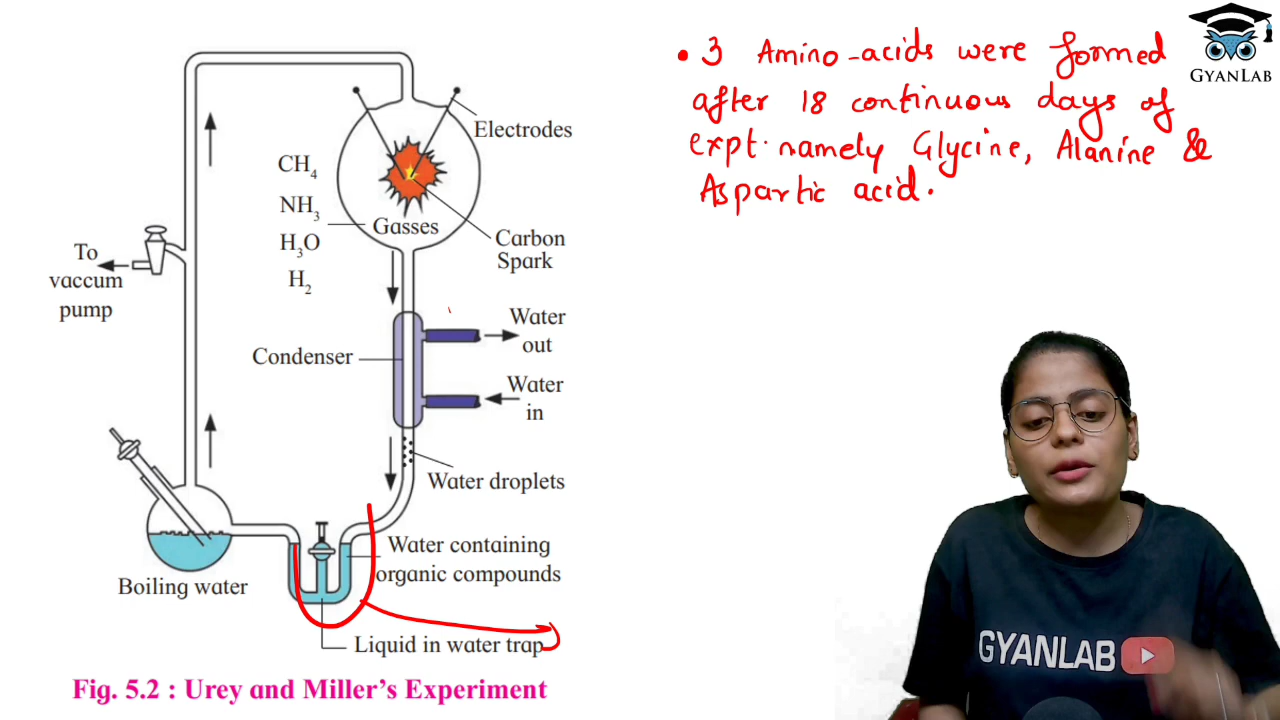 GYANLAB
• 3 Amino-acids were formed
after 18 continuous days of
expt. namely Glycine, Alanine &
Aspartic acid.
Electrodes
CH4
NH3
H3O
H2
Gasses
Carbon
Spark
To
vaccum
pump
Water
out
Condenser
Water
in
Water droplets
Water containing
organic compounds
Boiling water
Liquid in water trap
Fig. 5.2 : Urey and Miller's Experiment
GYANLAB